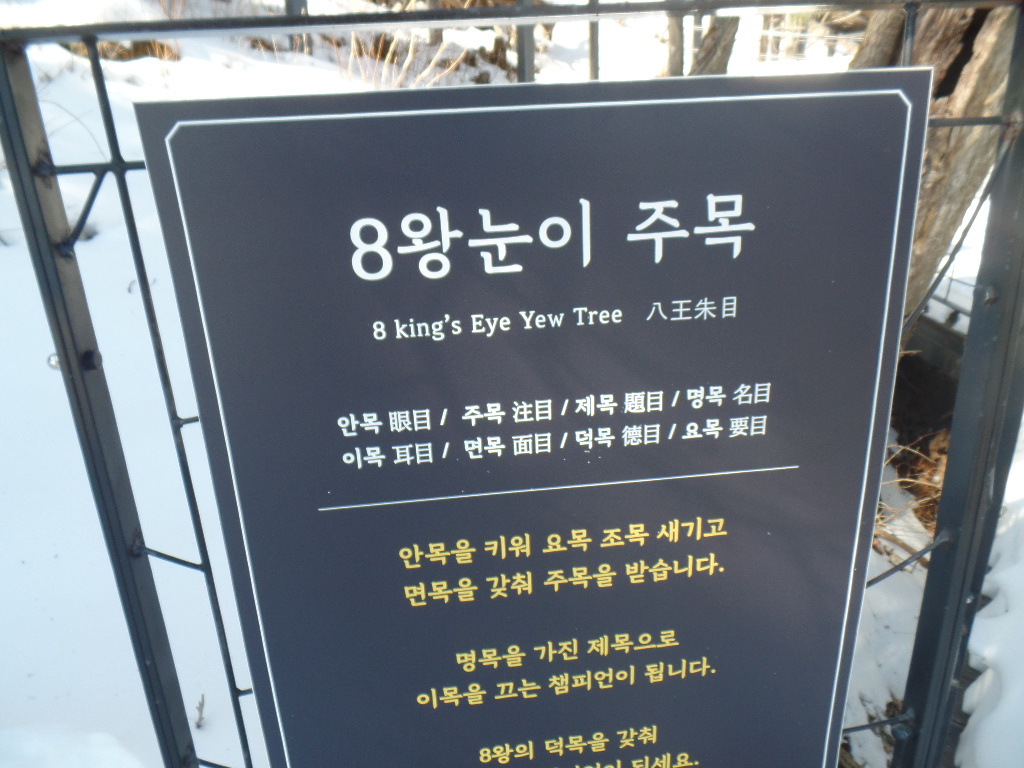 8왕눈이 주목
8 king's Eye Yew Tree 八王朱目
안목 眼目 / 주목 注目 / 제목 題目 / 명목 名目
이목 耳目 / 면목 面目 / 덕목 德目 / 요목 要目
안목을 키워 요목 조목 새기고
면목을 갖춰 주목을 받습니다.
명목을 가진 제목으로
이목을 끄는 챔피언이 됩니다.
8왕의 덕목을 갖춰
되세요.